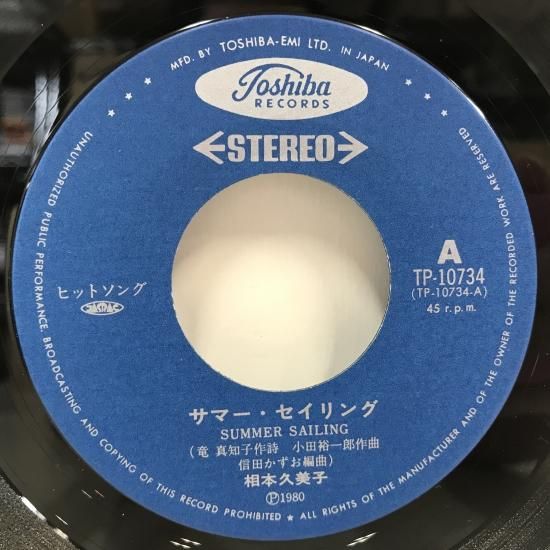 MFD. BY TOSHIBA-EMI LTD. IN JAPAN
Toshiba
RECORDS
STEREO
A
TP-10734
(TP-10734-A)
45 r.p.m.
ヒットソング
JASRAC
サマー・セイリング
SUMMER SAILING
(竜 真知子作詩 小田裕一郎作曲
信田かずお編曲)
相本久美子
Ⓟ1980
UNAUTHORIZED PUBLIC PERFORMANCE, BROADCASTING AND COPYING OF THIS RECORD PROHIBITED ★ ALL RIGHTS OF THE MANUFACTURER AND OF THE OWNER OF THE RECORDED WORK ARE RESERVED